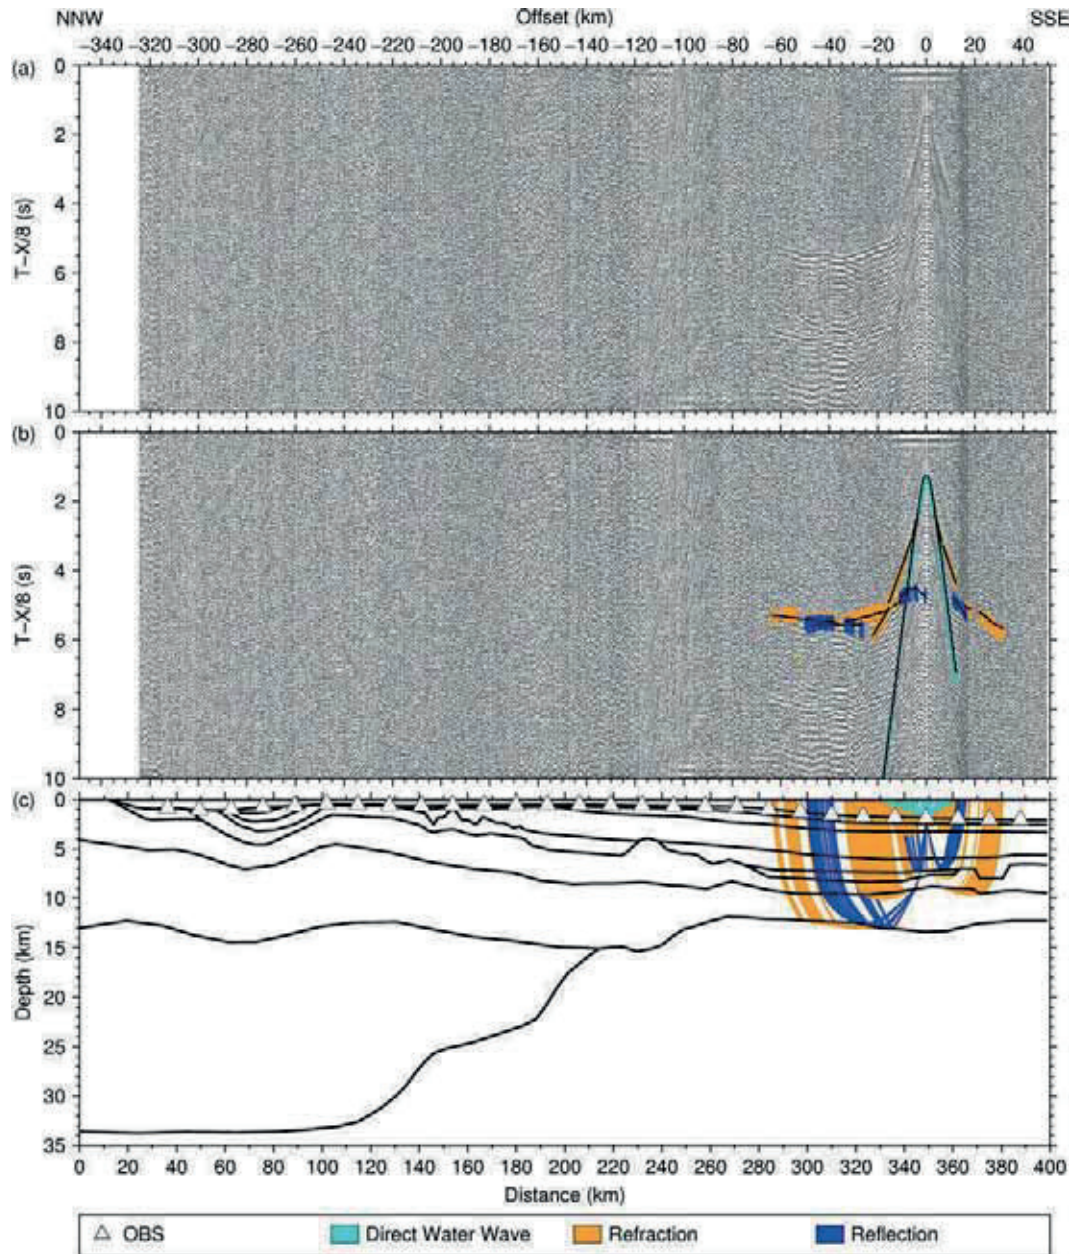 NNW Offset (km) SSE
−340 −320 −300 −280 −260 −240 −220 −200 −180 −160 −140 −120 −100 −80 −60 −40 −20 0 20 40
(a)
0
2
4
6
8
10
T−X/8 (s)
(b)
0
2
4
6
8
10
T−X/8 (s)
(c)
0
5
10
15
20
25
30
35
Depth (km)
0 20 40 60 80 100 120 140 160 180 200 220 240 260 280 300 320 340 360 380 400
Distance (km)
OBS Direct Water Wave Refraction Reflection